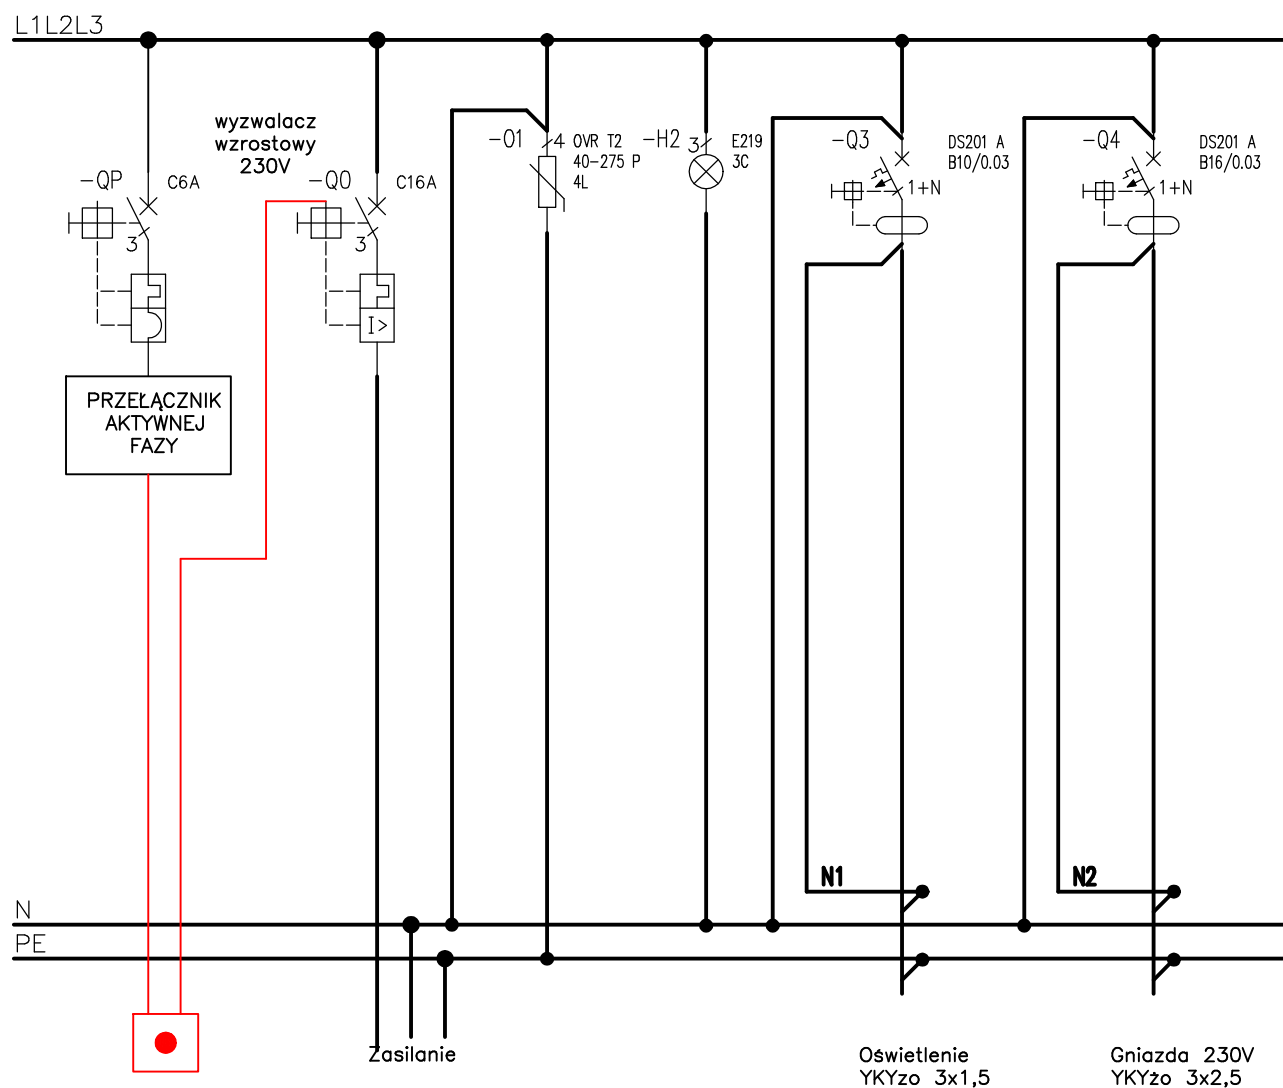 L1L2L3
wyzwalacz
wzrostowy
230V
-QP
C6A
3
-Q0
C16A
3
I>
PRZEŁĄCZNIK
AKTYWNEJ
FAZY
-01
4
OVR T2
40-275 P
4L
-H2
3
E219
3C
-Q3
DS201 A
B10/0.03
1+N
-Q4
DS201 A
B16/0.03
1+N
N1
N2
N
PE
Zasilanie
Oświetlenie
YKYzo 3x1,5
Gniazda 230V
YKYżo 3x2,5